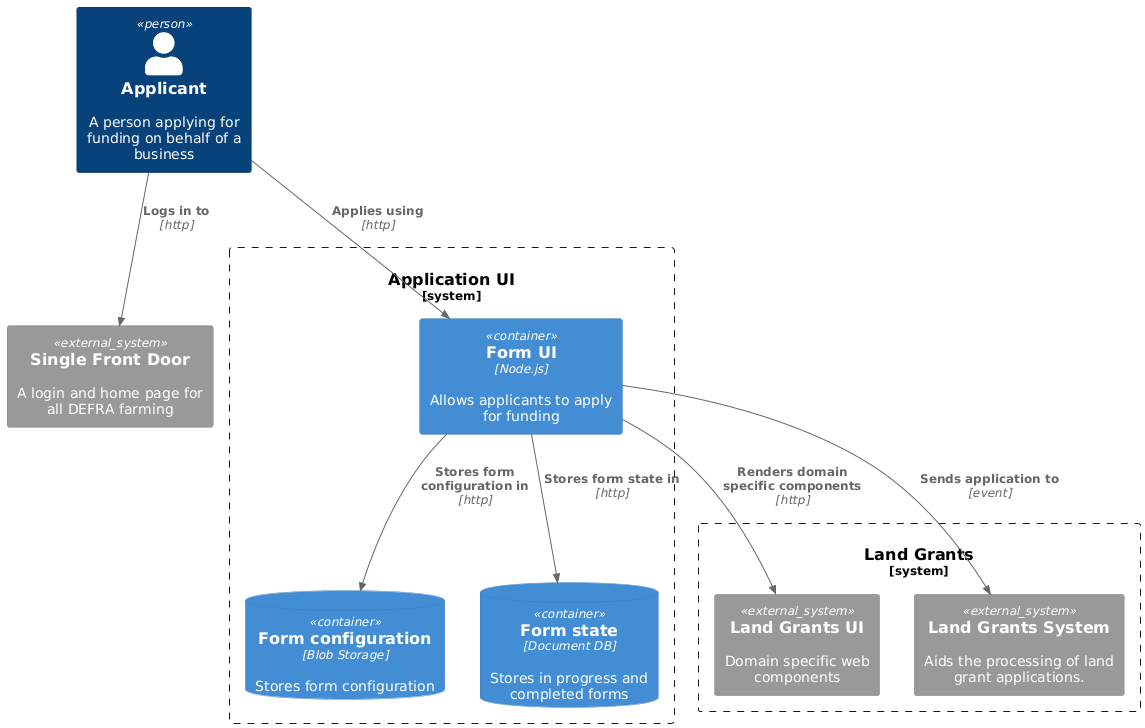 «person»
Applicant
A person applying for
funding on behalf of a
business
Logs in to
[http]
Applies using
[http]
Application UI
[system]
«external_system»
Single Front Door
A login and home page for
all DEFRA farming
«container»
Form UI
[Node.js]
Allows applicants to apply
for funding
Stores form
configuration in
[http]
Stores form state in
[http]
Renders domain
specific components
[http]
Sends application to
[event]
Land Grants
[system]
«container»
Form configuration
[Blob Storage]
Stores form configuration
«container»
Form state
[Document DB]
Stores in progress and
completed forms
«external_system»
Land Grants UI
Domain specific web
components
«external_system»
Land Grants System
Aids the processing of land
grant applications.